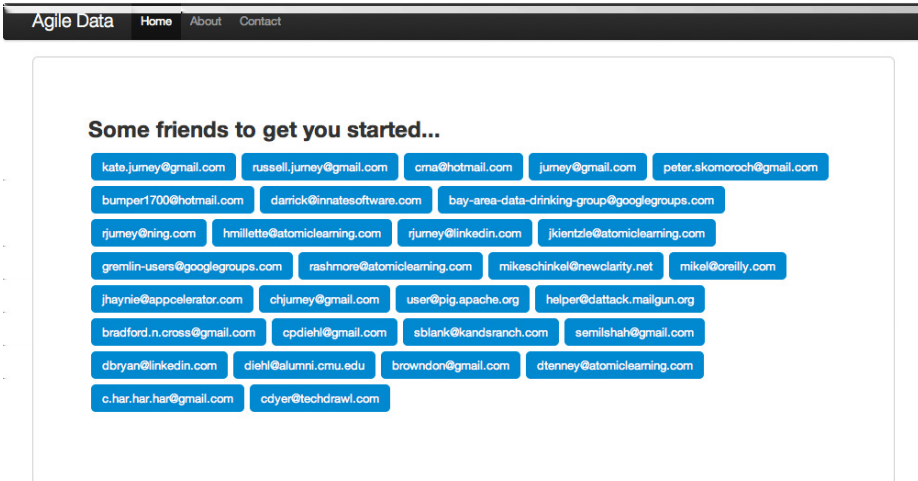 Agile Data Home About Contact
Some friends to get you started...
kate.jurney@gmail.com russell.jurney@gmail.com crna@hotmail.com jurney@gmail.com peter.skomoroch@gmail.com
bumper1700@hotmail.com darrick@innatesoftware.com bay-area-data-drinking-group@googlegroups.com
rjurney@ning.com hmillette@atomiclearning.com rjurney@linkedin.com jkientzle@atomiclearning.com
gremlin-users@googlegroups.com rashmore@atomiclearning.com mikeschinkel@newclarity.net mikel@oreilly.com
jhaynie@appcelerator.com chjurney@gmail.com user@pig.apache.org helper@dattack.mailgun.org
bradford.n.cross@gmail.com cpdiehl@gmail.com sblank@kandsranch.com semilshah@gmail.com
dbryan@linkedin.com diehl@alumni.cmu.edu browndon@gmail.com dtenney@atomiclearning.com
c.har.har.har@gmail.com cdyer@techdrawl.com